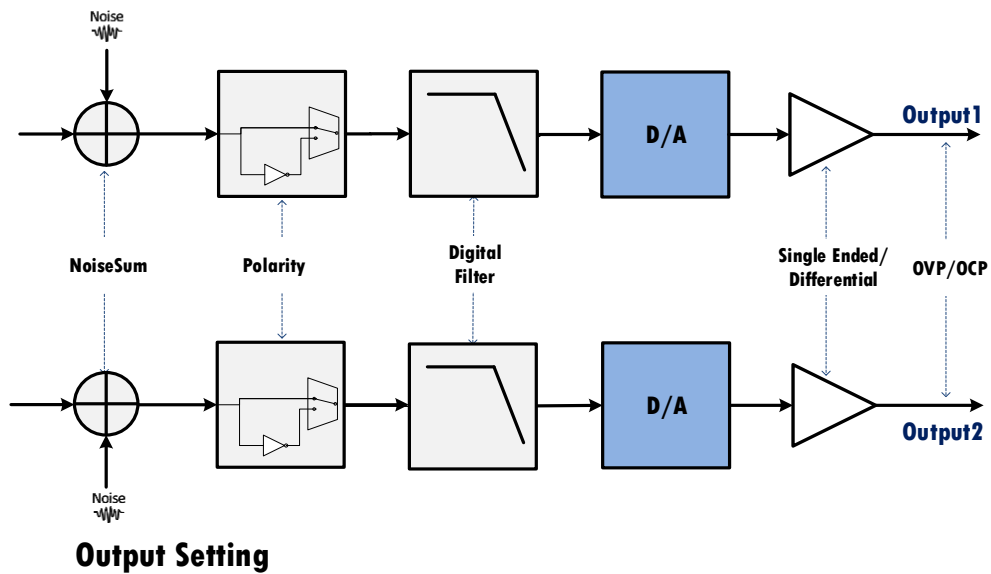 Noise
D/A
Output1
NoiseSum
Polarity
Digital
Filter
Single Ended/
Differential
OVP/OCP
D/A
Output2
Noise
Output Setting